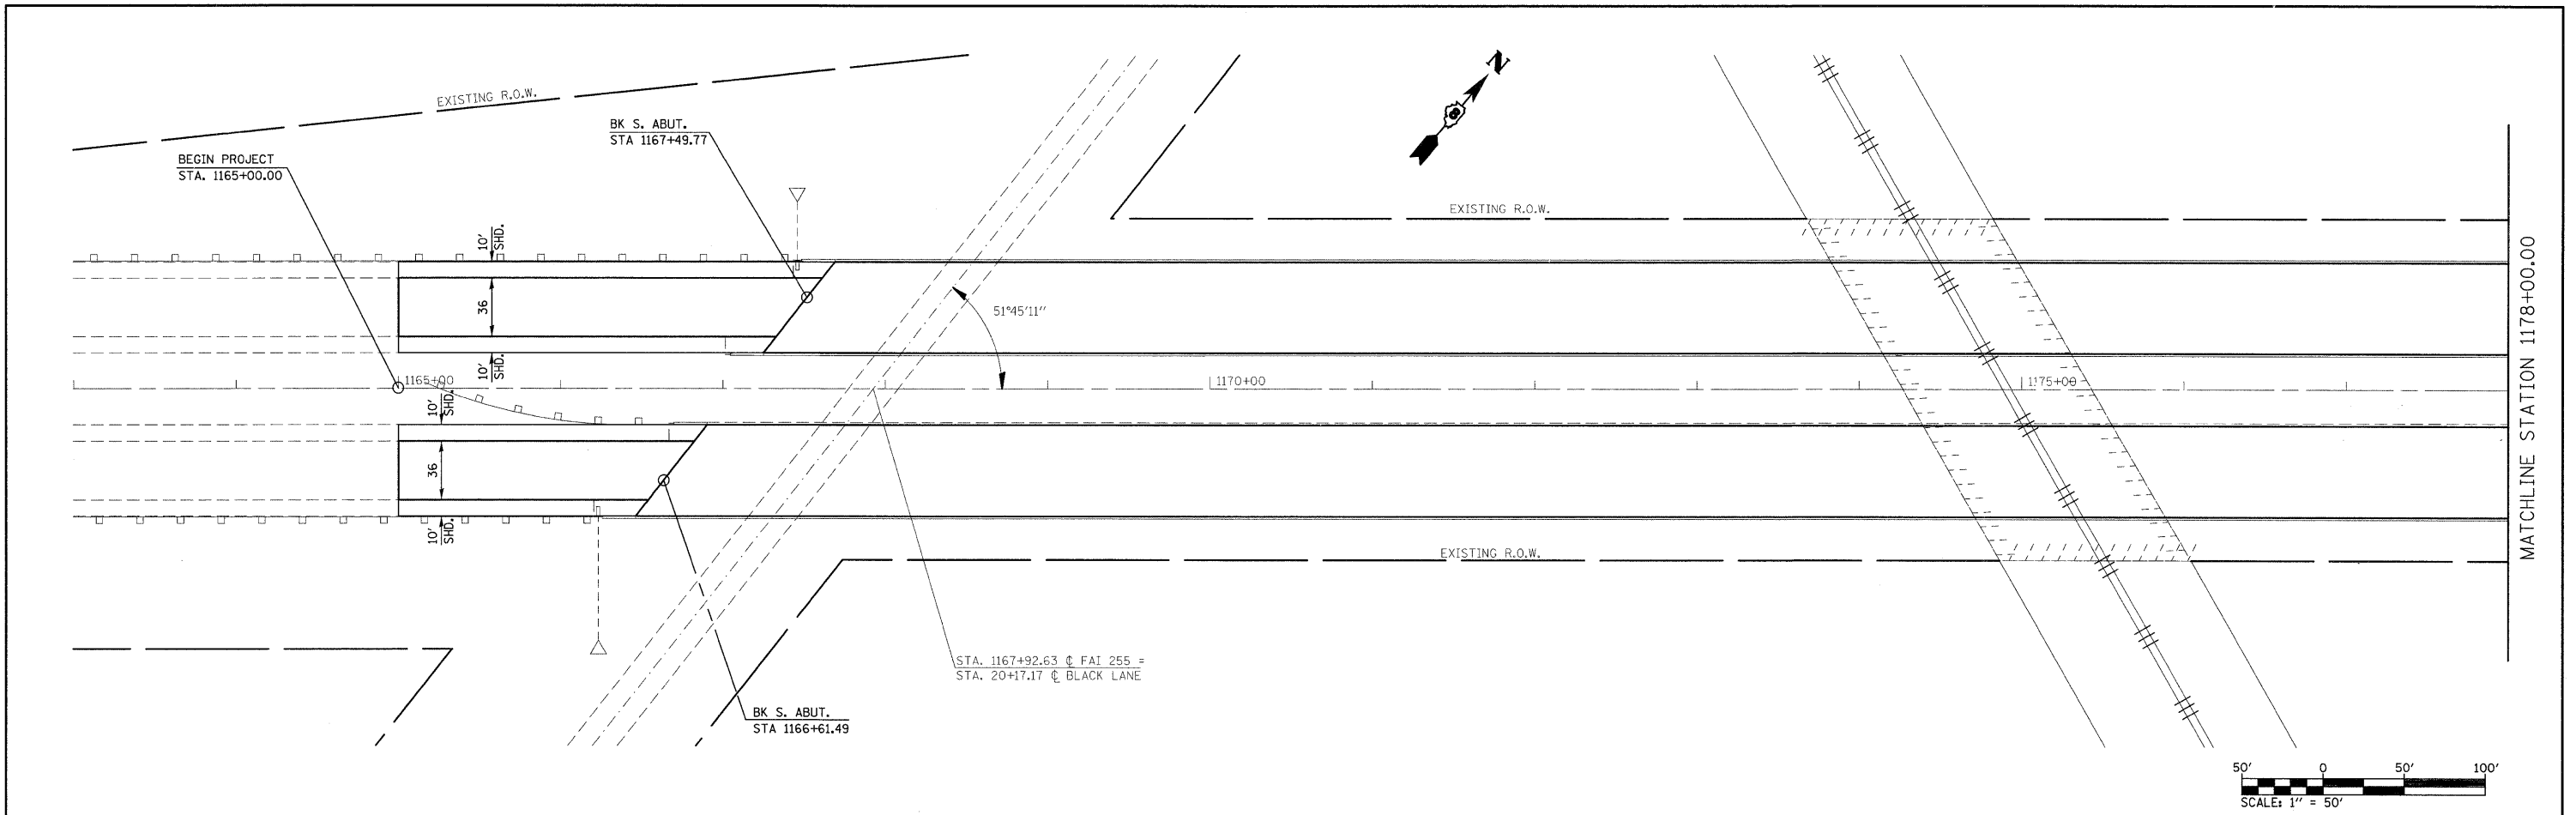 EXISTING R.O.W.
N
BK S. ABUT.
STA 1167+49.77
BEGIN PROJECT
STA. 1165+00.00
EXISTING R.O.W.
10' SHD.
36
10' SHD.
51°45'11"
MATCHLINE STATION 1178+00.00
1165+00
1170+00
1175+00
10' SHD.
36
10' SHD.
EXISTING R.O.W.
STA. 1167+92.63 ℄ FAI 255 =
STA. 20+17.17 ℄ BLACK LANE
BK S. ABUT.
STA 1166+61.49
50' 0 50' 100'
SCALE: 1" = 50'